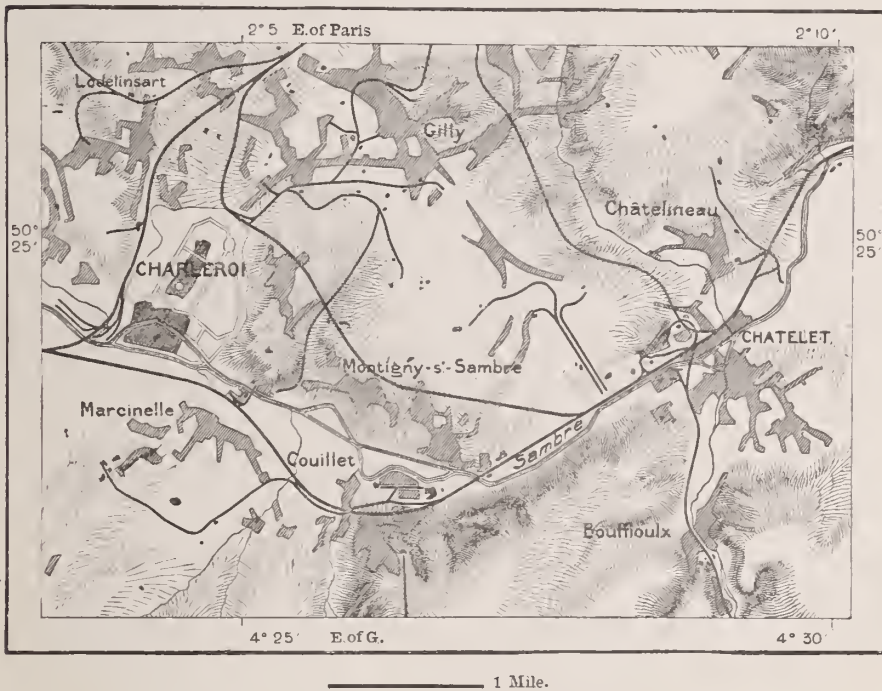 2° 5 E. of Paris
2° 10'
Lodelinsart
Gilly
50° 25'
Châtelineau
50° 25'
CHARLEROI
CHATELET.
Montigny-sʳ-Sambre
Marcinelle
Sambre
Couillet
Bouffioulx
4° 25' E. of G.
4° 30'
1 Mile.